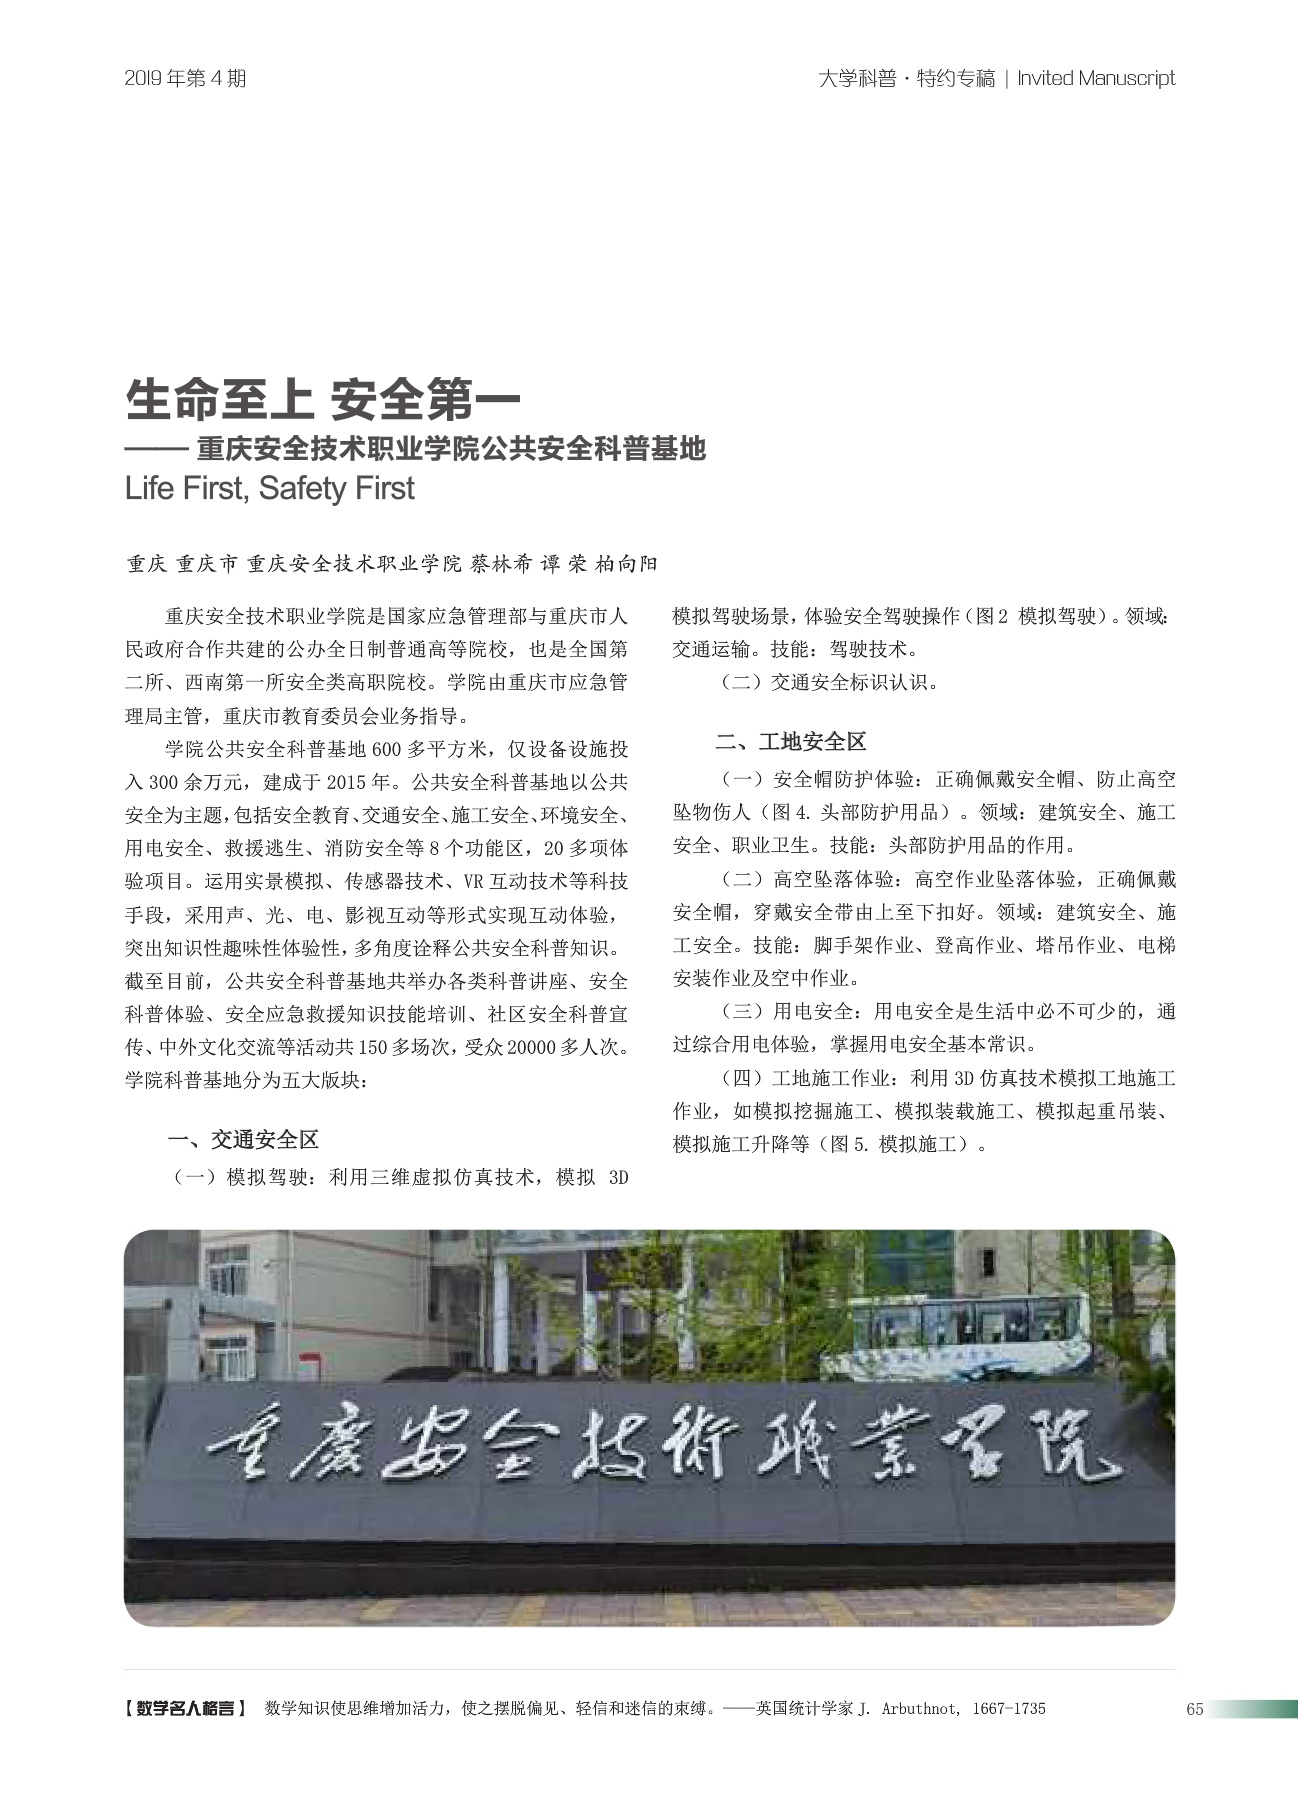 2019 年第 4 期
大学科普·特约专稿 | Invited Manuscript
生命至上 安全第一
—— 重庆安全技术职业学院公共安全科普基地
Life First, Safety First
重庆 重庆市 重庆安全技术职业学院 蔡林希 谭 荣 柏向阳
重庆安全技术职业学院是国家应急管理部与重庆市人
民政府合作共建的公办全日制普通高等院校，也是全国第
二所、西南第一所安全类高职院校。学院由重庆市应急管
理局主管，重庆市教育委员会业务指导。
学院公共安全科普基地 600 多平方米，仅设备设施投
入 300 余万元，建成于 2015 年。公共安全科普基地以公共
安全为主题，包括安全教育、交通安全、施工安全、环境安全、
用电安全、救援逃生、消防安全等 8 个功能区，20 多项体
验项目。运用实景模拟、传感器技术、VR 互动技术等科技
手段，采用声、光、电、影视互动等形式实现互动体验，
突出知识性趣味性体验性，多角度诠释公共安全科普知识。
截至目前，公共安全科普基地共举办各类科普讲座、安全
科普体验、安全应急救援知识技能培训、社区安全科普宣
传、中外文化交流等活动共 150 多场次，受众 20000 多人次。
学院科普基地分为五大版块：
一、交通安全区
（一）模拟驾驶：利用三维虚拟仿真技术，模拟 3D
模拟驾驶场景，体验安全驾驶操作（图 2 模拟驾驶）。领域：
交通运输。技能：驾驶技术。
（二）交通安全标识认识。
二、工地安全区
（一）安全帽防护体验：正确佩戴安全帽、防止高空
坠物伤人（图 4. 头部防护用品）。领域：建筑安全、施工
安全、职业卫生。技能：头部防护用品的作用。
（二）高空坠落体验：高空作业坠落体验，正确佩戴
安全帽，穿戴安全带由上至下扣好。领域：建筑安全、施
工安全。技能：脚手架作业、登高作业、塔吊作业、电梯
安装作业及空中作业。
（三）用电安全：用电安全是生活中必不可少的，通
过综合用电体验，掌握用电安全基本常识。
（四）工地施工作业：利用 3D 仿真技术模拟工地施工
作业，如模拟挖掘施工、模拟装载施工、模拟起重吊装、
模拟施工升降等（图 5. 模拟施工）。
重慶安全技術職業学院
【数学名人格言】 数学知识使思维增加活力，使之摆脱偏见、轻信和迷信的束缚。——英国统计学家 J. Arbuthnot, 1667-1735
65